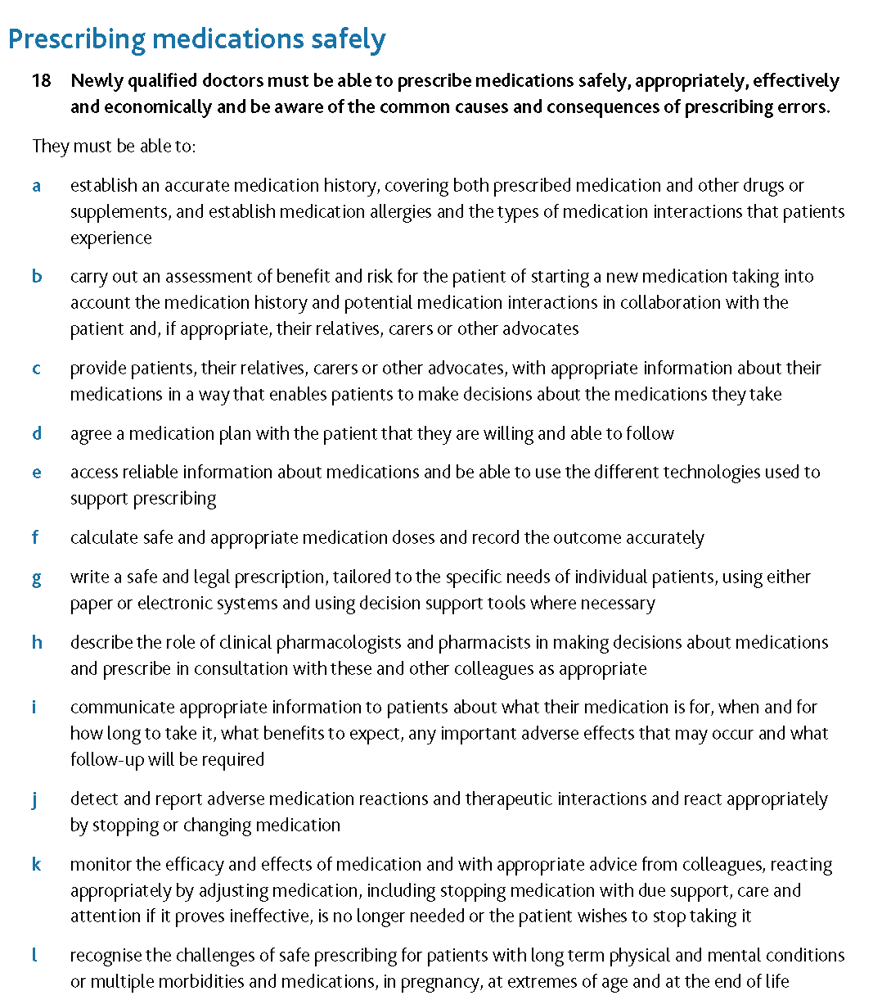 Prescribing medications safely
18 Newly qualified doctors must be able to prescribe medications safely, appropriately, effectively
and economically and be aware of the common causes and consequences of prescribing errors.
They must be able to:
a establish an accurate medication history, covering both prescribed medication and other drugs or
supplements, and establish medication allergies and the types of medication interactions that patients
experience
b carry out an assessment of benefit and risk for the patient of starting a new medication taking into
account the medication history and potential medication interactions in collaboration with the
patient and, if appropriate, their relatives, carers or other advocates
c provide patients, their relatives, carers or other advocates, with appropriate information about their
medications in a way that enables patients to make decisions about the medications they take
d agree a medication plan with the patient that they are willing and able to follow
e access reliable information about medications and be able to use the different technologies used to
support prescribing
f calculate safe and appropriate medication doses and record the outcome accurately
g write a safe and legal prescription, tailored to the specific needs of individual patients, using either
paper or electronic systems and using decision support tools where necessary
h describe the role of clinical pharmacologists and pharmacists in making decisions about medications
and prescribe in consultation with these and other colleagues as appropriate
i communicate appropriate information to patients about what their medication is for, when and for
how long to take it, what benefits to expect, any important adverse effects that may occur and what
follow-up will be required
j detect and report adverse medication reactions and therapeutic interactions and react appropriately
by stopping or changing medication
k monitor the efficacy and effects of medication and with appropriate advice from colleagues, reacting
appropriately by adjusting medication, including stopping medication with due support, care and
attention if it proves ineffective, is no longer needed or the patient wishes to stop taking it
l recognise the challenges of safe prescribing for patients with long term physical and mental conditions
or multiple morbidities and medications, in pregnancy, at extremes of age and at the end of life